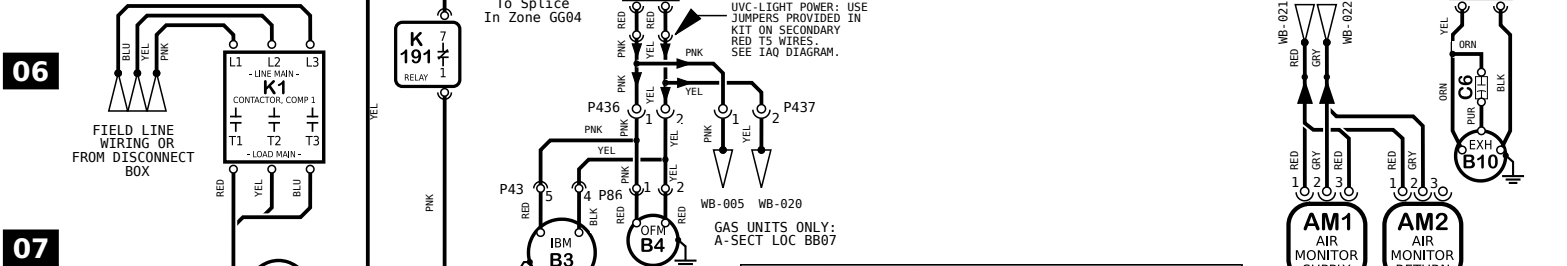 06
07
BLU
YEL
PNK
L1 L2 L3
- LINE MAIN -
K1
CONTACTOR, COMP 1
T1 T2 T3
- LOAD MAIN -
FIELD LINE
WIRING OR
FROM DISCONNECT
BOX
RED
YEL
BLU
YEL
K
191
7
1
RELAY
PNK
To Splice
In Zone GG04
RED
RED
UVC-LIGHT POWER: USE
JUMPERS PROVIDED IN
KIT ON SECONDARY
RED T5 WIRES.
SEE IAQ DIAGRAM.
PNK
YEL
PNK
PNK
YEL
YEL
P436
1
2
1
2
P437
PNK
YEL
PNK
YEL
PNK
YEL
PNK
YEL
P43
5
4
P86
1
2
RED
BLK
RED
RED
IBM
B3
OFM
B4
WB-005 WB-020
GAS UNITS ONLY:
A-SECT LOC BB07
WB-021
WB-022
RED
GRY
RED
GRY
RED
RED
GRY
1 2 3
1 2 3
AM1
AIR
MONITOR
AM2
AIR
MONITOR
YEL
ORN
ORN
C6
BLK
PUR
EXH
B10